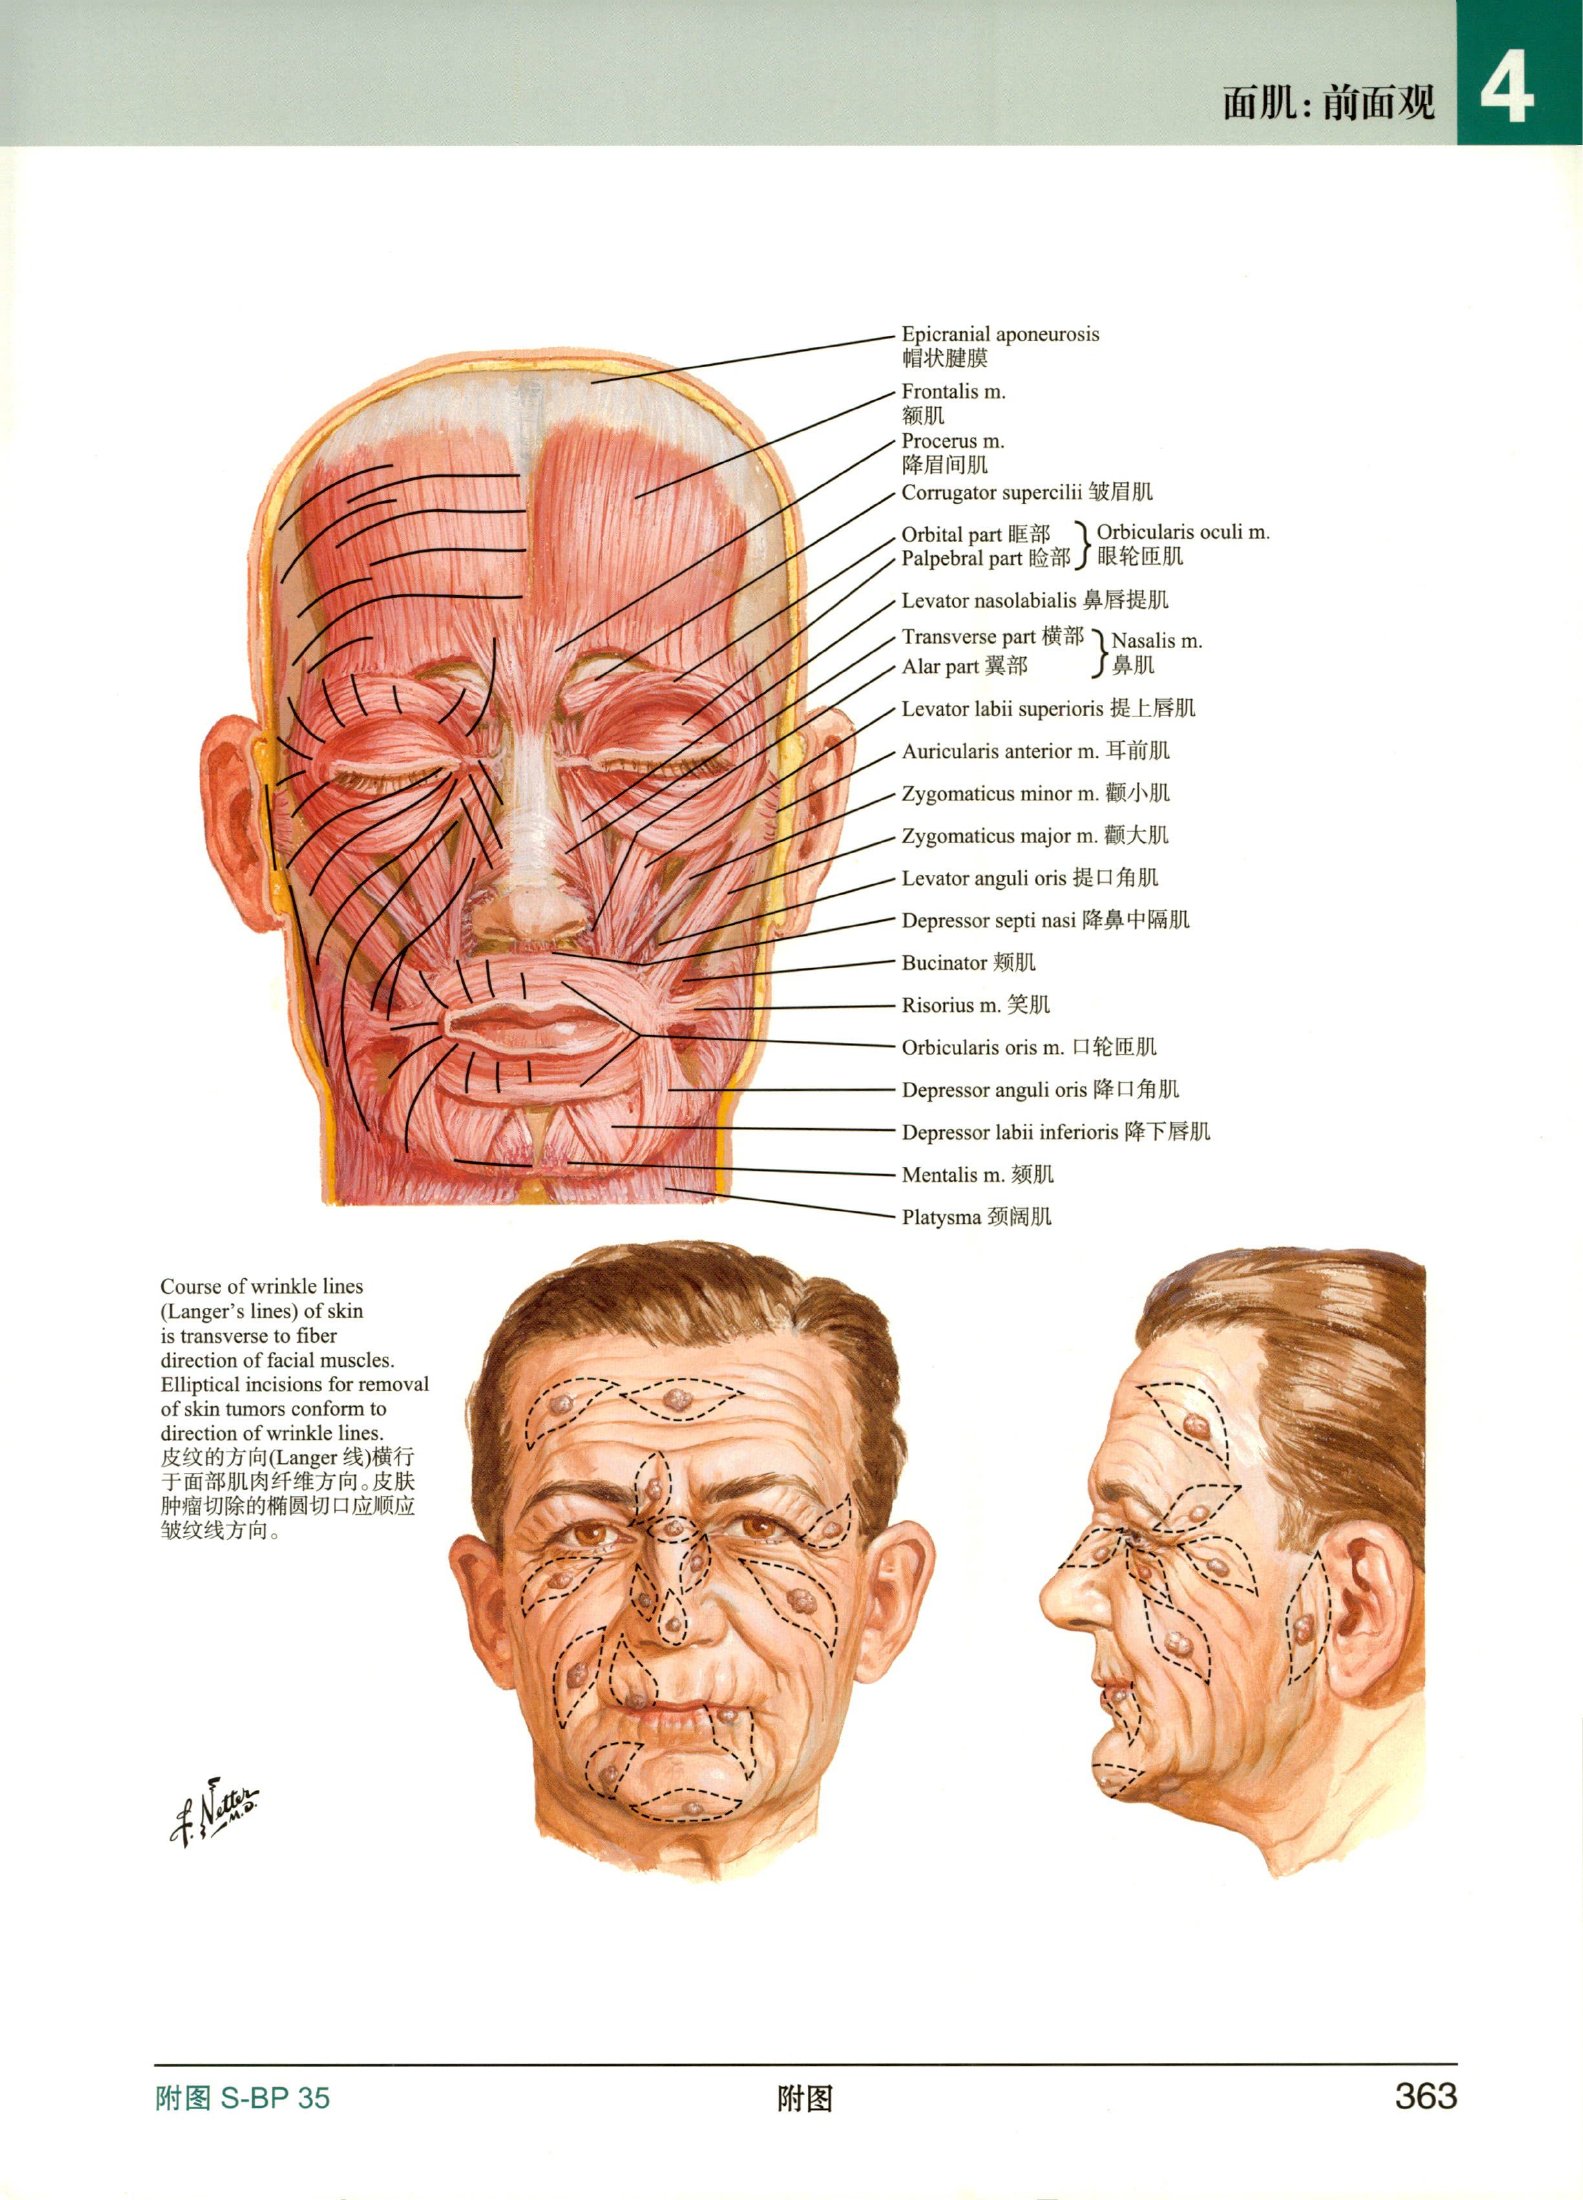 面肌：前面观
4
Epicranial aponeurosis
帽状腱膜
Frontalis m.
额肌
Procerus m.
降眉间肌
Corrugator supercilii 皱眉肌
Orbital part 眶部
Palpebral part 睑部
Orbicularis oculi m.
眼轮匝肌
Levator nasolabialis 鼻唇提肌
Transverse part 横部
Alar part 翼部
Nasalis m.
鼻肌
Levator labii superioris 提上唇肌
Auricularis anterior m. 耳前肌
Zygomaticus minor m. 颧小肌
Zygomaticus major m. 颧大肌
Levator anguli oris 提口角肌
Depressor septi nasi 降鼻中隔肌
Bucinator 颊肌
Risorius m. 笑肌
Orbicularis oris m. 口轮匝肌
Depressor anguli oris 降口角肌
Depressor labii inferioris 降下唇肌
Mentalis m. 颏肌
Platysma 颈阔肌
Course of wrinkle lines
(Langer’s lines) of skin
is transverse to fiber
direction of facial muscles.
Elliptical incisions for removal
of skin tumors conform to
direction of wrinkle lines.
皮纹的方向(Langer 线)横行
于面部肌肉纤维方向。皮肤
肿瘤切除的椭圆切口应顺应
皱纹线方向。
F. Netter
M.D.
附图 S-BP 35
附图
363